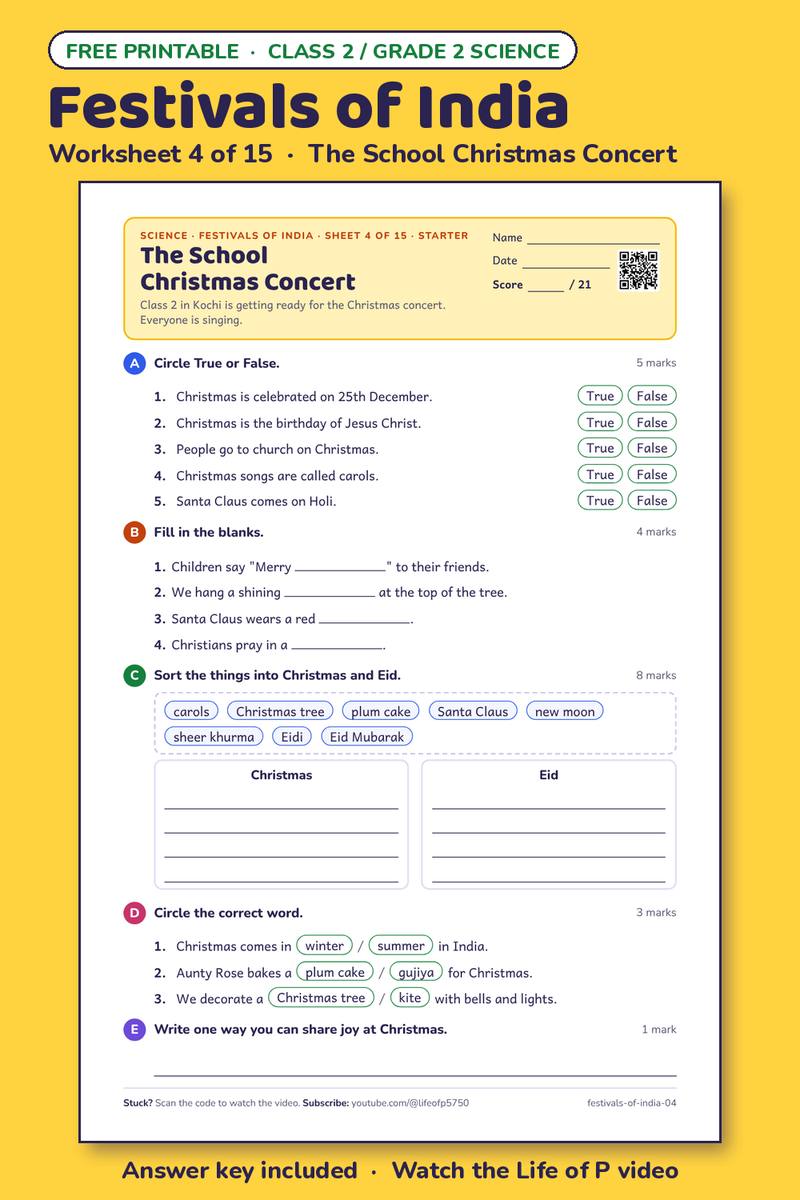 FREE PRINTABLE · CLASS 2 / GRADE 2 SCIENCE
Festivals of India
Worksheet 4 of 15 · The School Christmas Concert
SCIENCE · FESTIVALS OF INDIA · SHEET 4 OF 15 · STARTER
The School
Christmas Concert
Class 2 in Kochi is getting ready for the Christmas concert.
Everyone is singing.
Name ____________
Date ____________
Score ______ / 21
A Circle True or False. 5 marks
1. Christmas is celebrated on 25th December. True False
2. Christmas is the birthday of Jesus Christ. True False
3. People go to church on Christmas. True False
4. Christmas songs are called carols. True False
5. Santa Claus comes on Holi. True False
B Fill in the blanks. 4 marks
1. Children say "Merry ____________" to their friends.
2. We hang a shining ____________ at the top of the tree.
3. Santa Claus wears a red ____________.
4. Christians pray in a ____________.
C Sort the things into Christmas and Eid. 8 marks
carols Christmas tree plum cake Santa Claus new moon
sheer khurma Eidi Eid Mubarak
Christmas Eid
D Circle the correct word. 3 marks
1. Christmas comes in winter / summer in India.
2. Aunty Rose bakes a plum cake / gujiya for Christmas.
3. We decorate a Christmas tree / kite with bells and lights.
E Write one way you can share joy at Christmas. 1 mark
Stuck? Scan the code to watch the video. Subscribe: youtube.com/@lifeofp5750 festivals-of-india-04
Answer key included · Watch the Life of P video